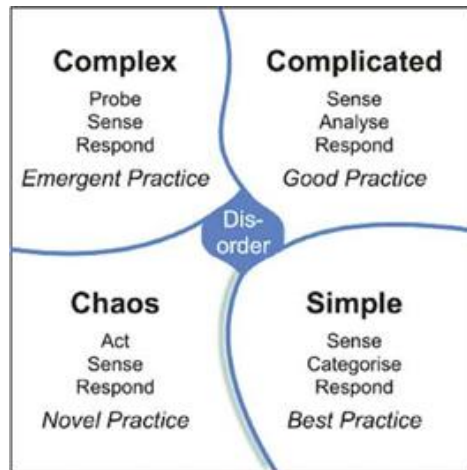 Complex
Probe
Sense
Respond
Emergent Practice
Complicated
Sense
Analyse
Respond
Good Practice
Dis-
order
Chaos
Act
Sense
Respond
Novel Practice
Simple
Sense
Categorise
Respond
Best Practice